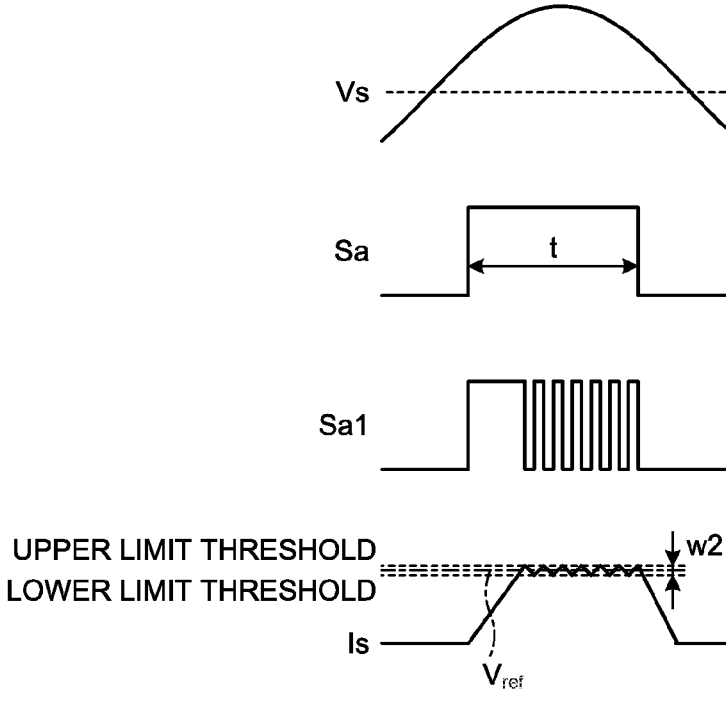 Vs
Sa
t
Sa1
UPPER LIMIT THRESHOLD
w2
LOWER LIMIT THRESHOLD
Is
Vref